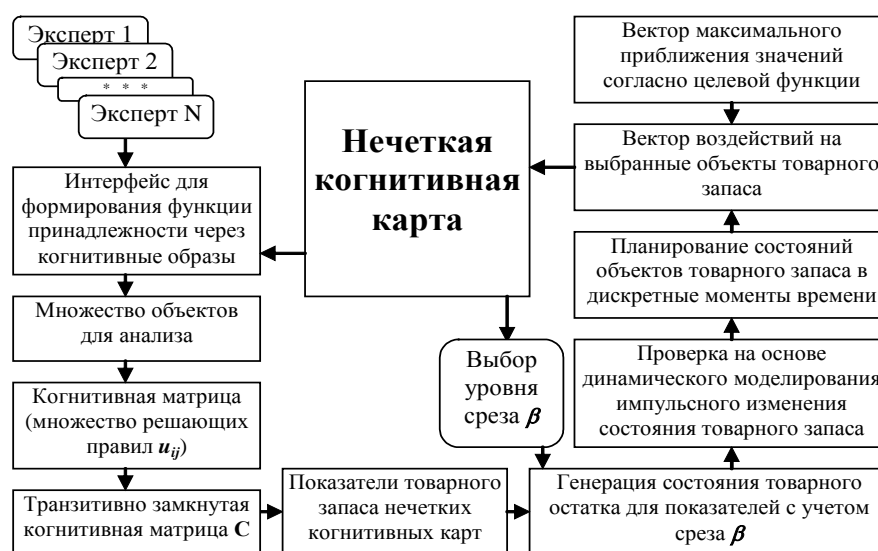 Эксперт 1
Эксперт 2
* * *
Эксперт N
Интерфейс для
формирования функции
принадлежности через
когнитивные образы
Множество объектов
для анализа
Когнитивная матрица
(множество решающих
правил u_ij)
Транзитивно замкнутая
когнитивная матрица C
Показатели товарного
запаса нечетких
когнитивных карт
Нечеткая
когнитивная
карта
Выбор
уровня
среза β
Вектор максимального
приближения значений
согласно целевой функции
Вектор воздействий на
выбранные объекты товарного
запаса
Планирование состояний
объектов товарного запаса в
дискретные моменты времени
Проверка на основе
динамического моделирования
импульсного изменения
состояния товарного запаса
Генерация состояния товарного
остатка для показателей с учетом
среза β